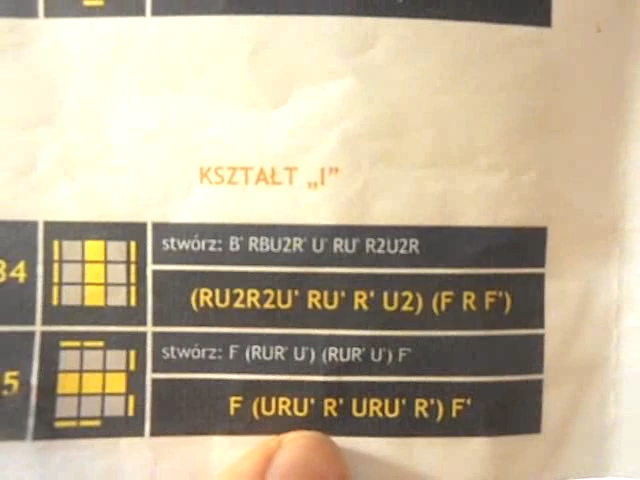 KSZTAŁT „I”
34
stwórz: B' RBU2R' U' RU' R2U2R
(RU2R2U' RU' R' U2) (F R F')
5
stwórz: F (RUR' U') (RUR' U') F'
F (URU' R' URU' R') F'